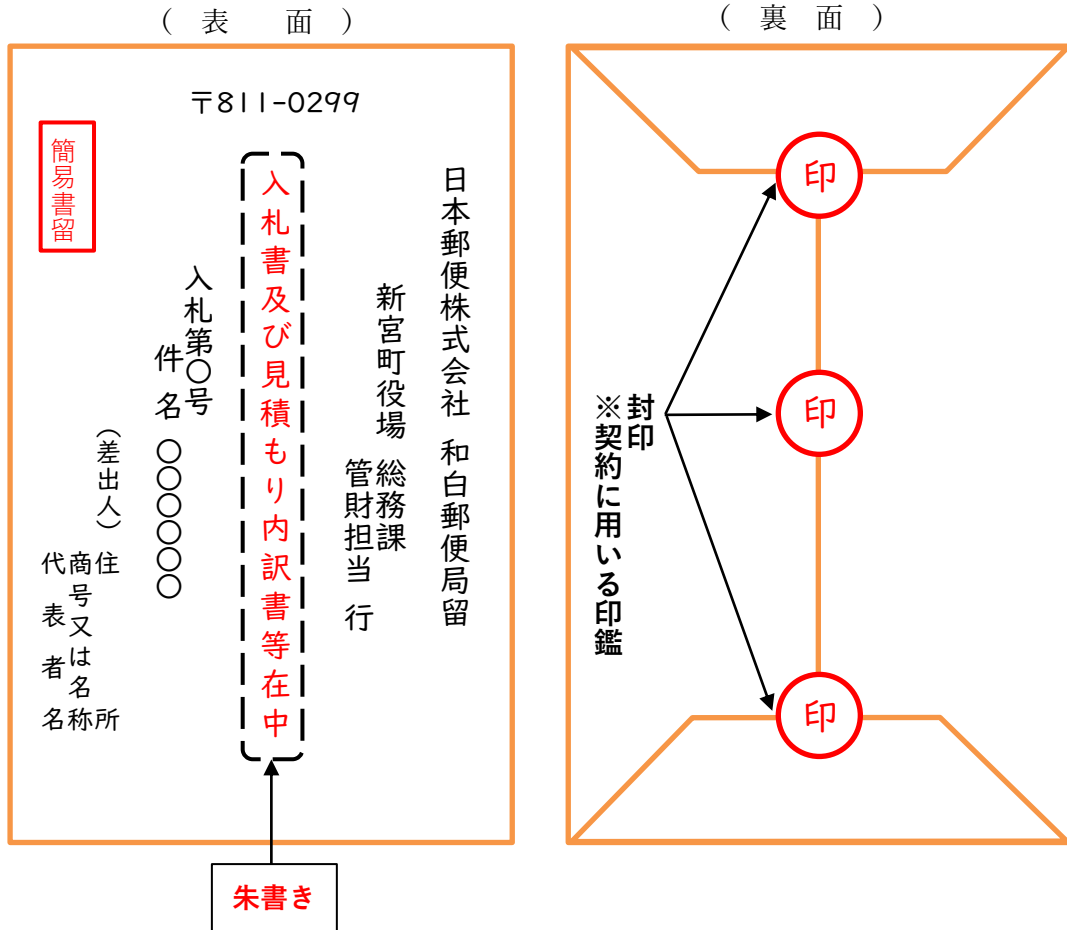 （表　面）
〒811-0299
日本郵便株式会社 和白郵便局留
新宮町役場 総務課
管財担当 行
入札書及び見積もり内訳書等在中
入札第〇号
件名 〇〇〇〇〇〇
（差出人）
住所
商号又は名称
代表者名
簡易書留
朱書き
（裏面）
印
印
印
封印
※契約に用いる印鑑